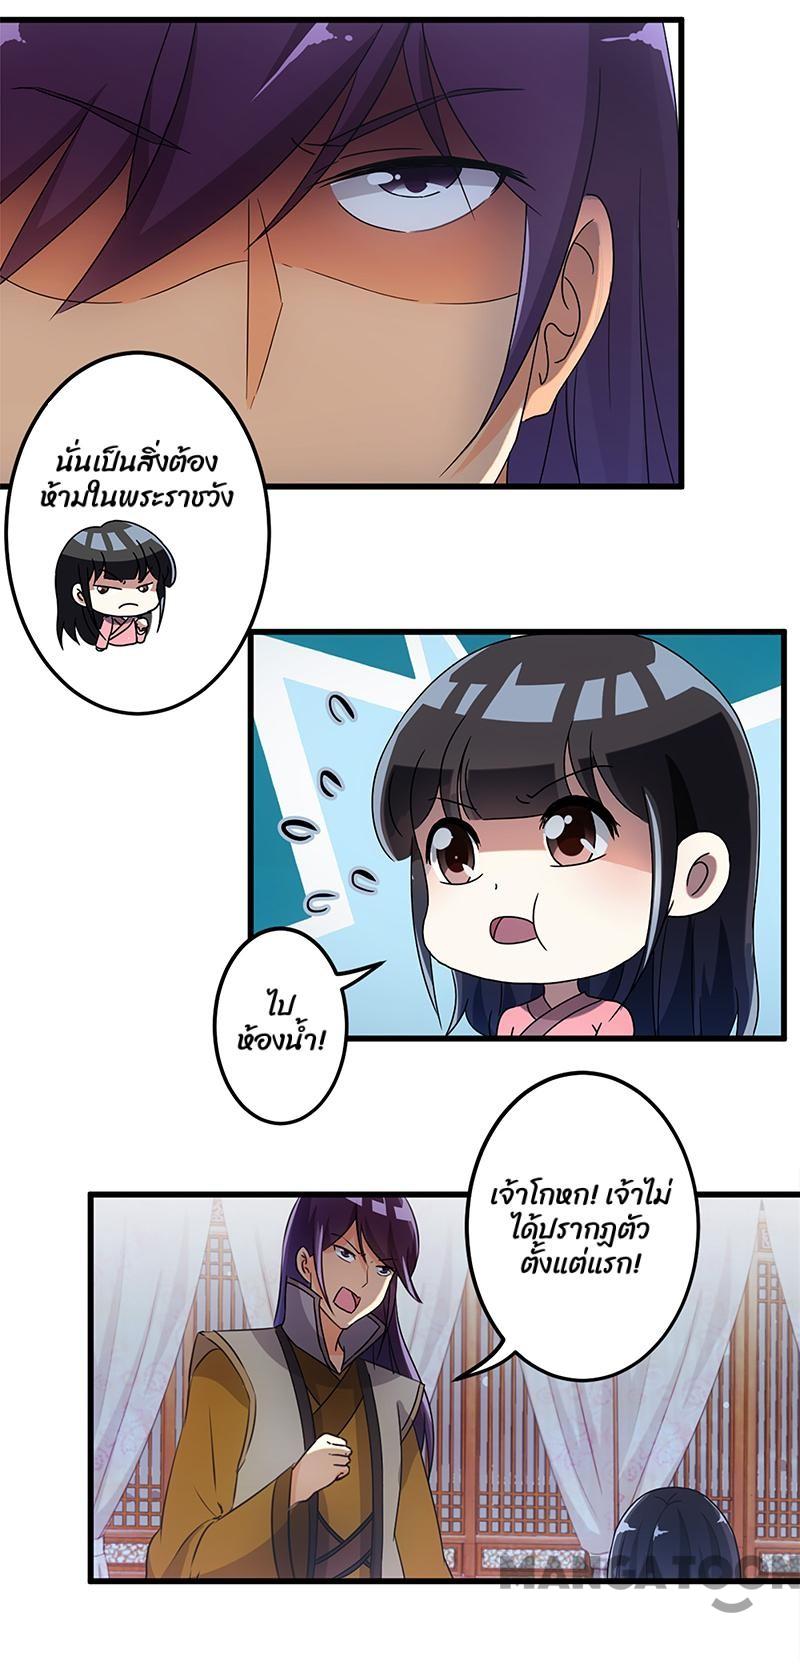 นั่นเป็นสิ่งต้อง
ห้ามในพระราชวัง
ไป
ห้องน้ำ!
เจ้าโกหก! เจ้าไม่
ได้ปรากฏตัว
ตั้งแต่แรก!
MANGATOON